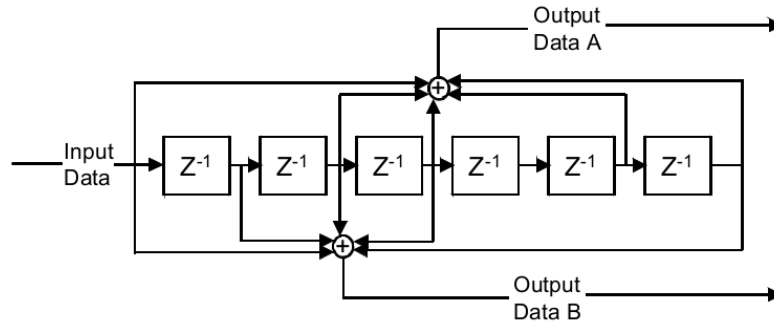 Output
Data A
Input
Data
Z-1
Z-1
Z-1
Z-1
Z-1
Z-1
+
+
Output
Data B